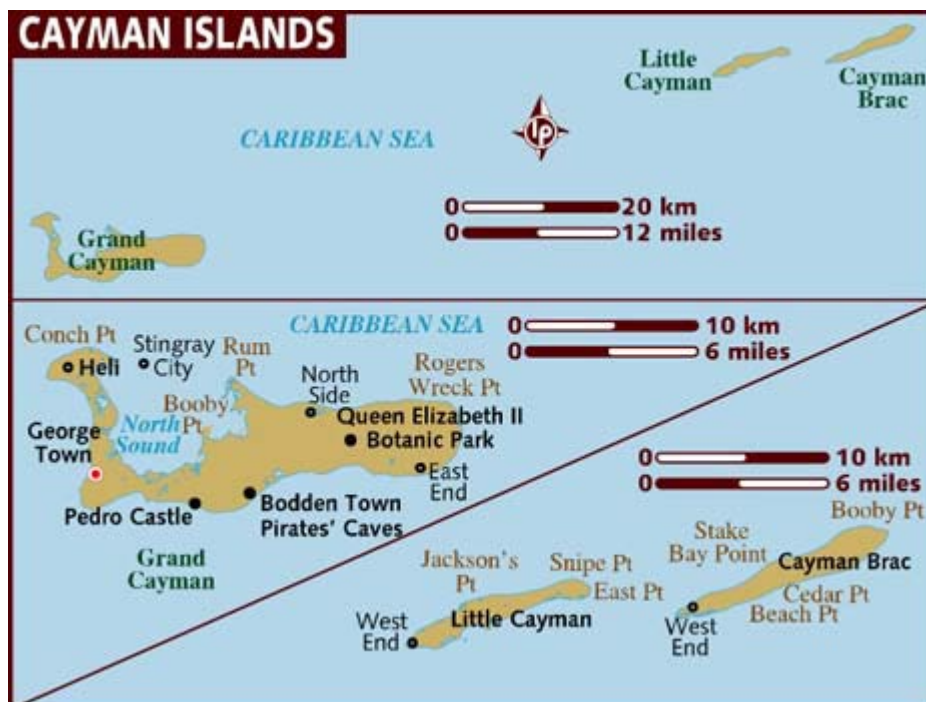 CAYMAN ISLANDS
Little
Cayman
Cayman
Brac
CARIBBEAN SEA
lp
0 20 km
0 12 miles
Grand
Cayman
CARIBBEAN SEA
0 10 km
0 6 miles
Conch Pt
Stingray
City
Rum
Pt
Rogers
Wreck Pt
Heli
North
Side
Booby
Pt
Queen Elizabeth II
Botanic Park
George
Town
North
Sound
East
End
0 10 km
0 6 miles
Pedro Castle
Bodden Town
Pirates' Caves
Grand
Cayman
Booby Pt
Stake
Bay Point
Cayman Brac
Jackson's
Pt
Snipe Pt
East Pt
Cedar Pt
Beach Pt
West
End
Little Cayman
West
End